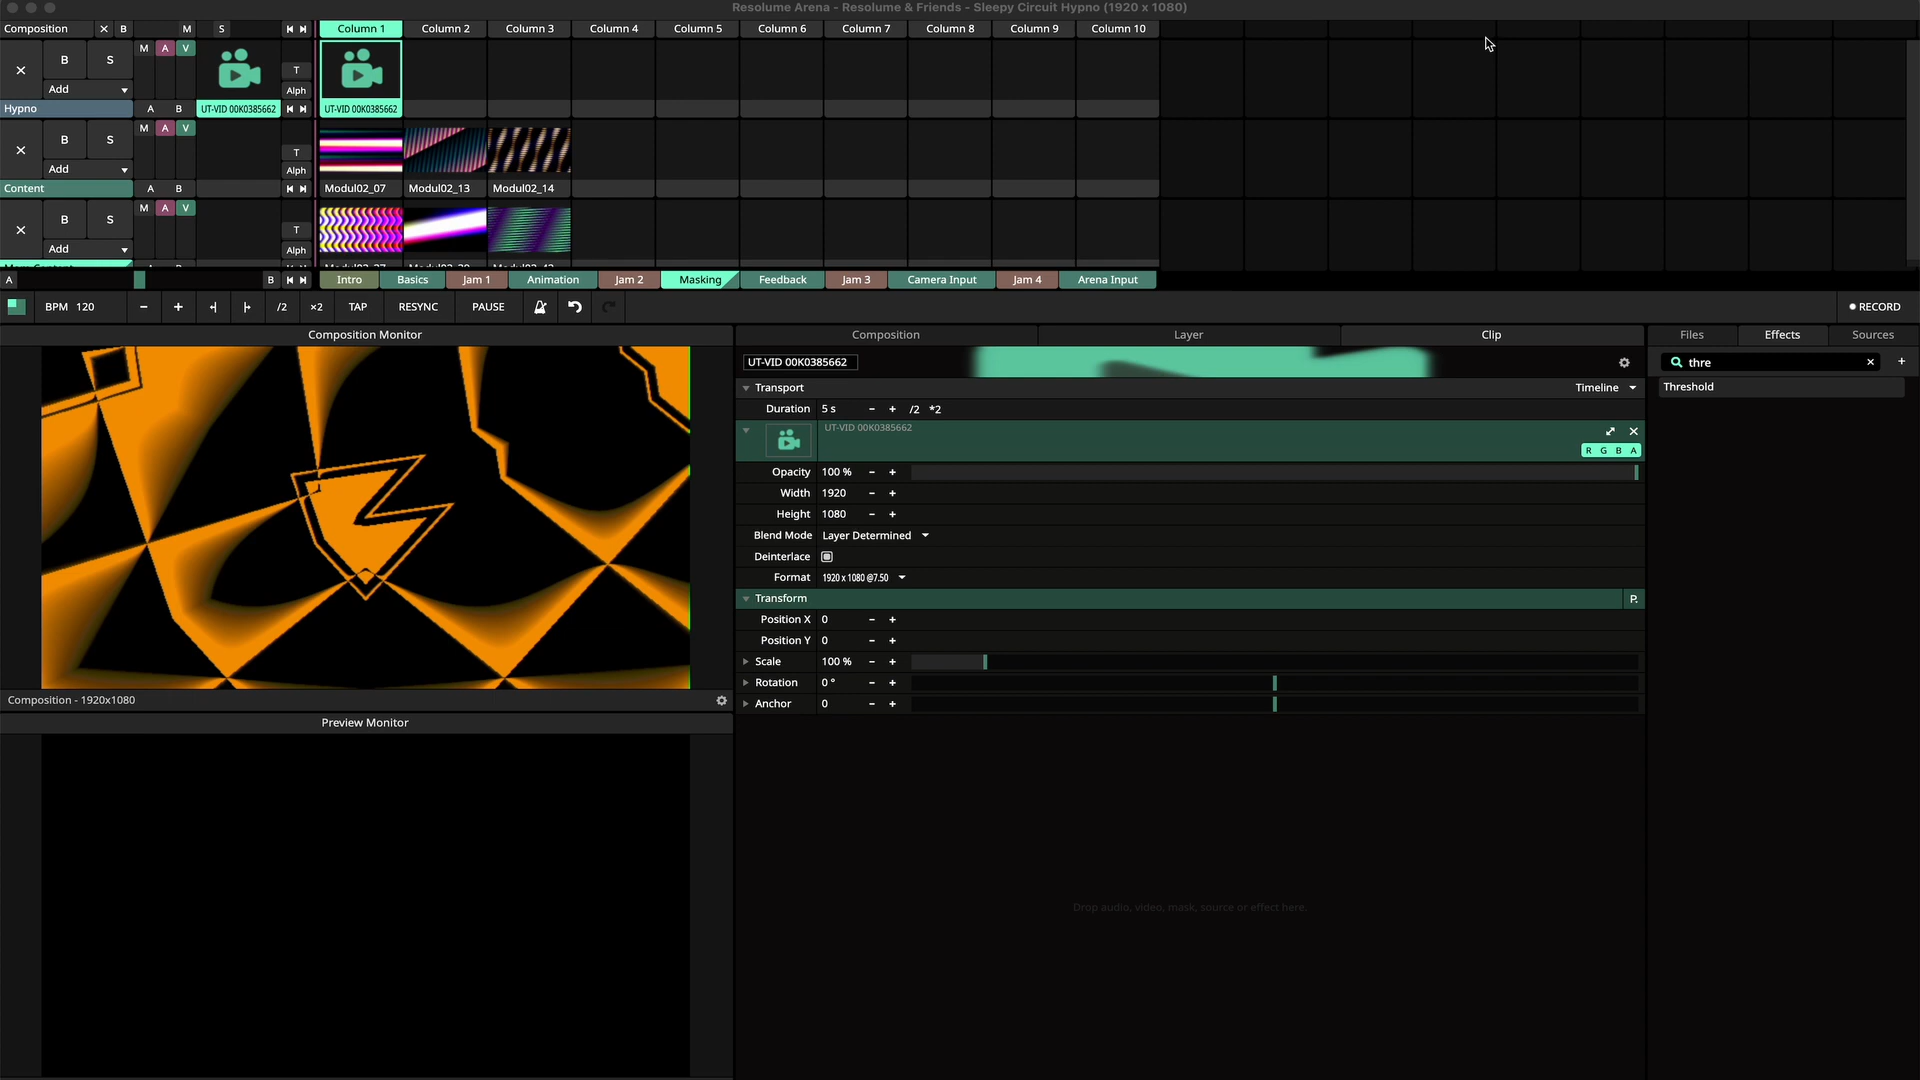 Resolume Arena - Resolume & Friends - Sleepy Circuit Hypno (1920 x 1080)
Composition B M S Column 1 Column 2 Column 3 Column 4 Column 5 Column 6 Column 7 Column 8 Column 9 Column 10
B S M A V T
Add Alph
Hypno A B UT-VID 00K0385662 UT-VID 00K0385662
B S M A V T
Add Alph
Content A B Modul02_07 Modul02_13 Modul02_14
B S M A V T
Add Alph
A B Intro Basics Jam 1 Animation Jam 2 Masking Feedback Jam 3 Camera Input Jam 4 Arena Input
BPM 120 - + /2 ×2 TAP RESYNC PAUSE RECORD
Composition Monitor
Composition - 1920x1080
Preview Monitor
Composition Layer Clip
UT-VID 00K0385662
Transport Timeline
Duration 5 s - + /2 *2
UT-VID 00K0385662
R G B A
Opacity 100 % - +
Width 1920 - +
Height 1080 - +
Blend Mode Layer Determined
Deinterlace
Format 1920 x 1080 @7.50
Transform P.
Position X 0 - +
Position Y 0 - +
Scale 100 % - +
Rotation 0 ° - +
Anchor 0 - +
Drop audio, video, mask, source or effect here.
Files Effects Sources
thre
Threshold